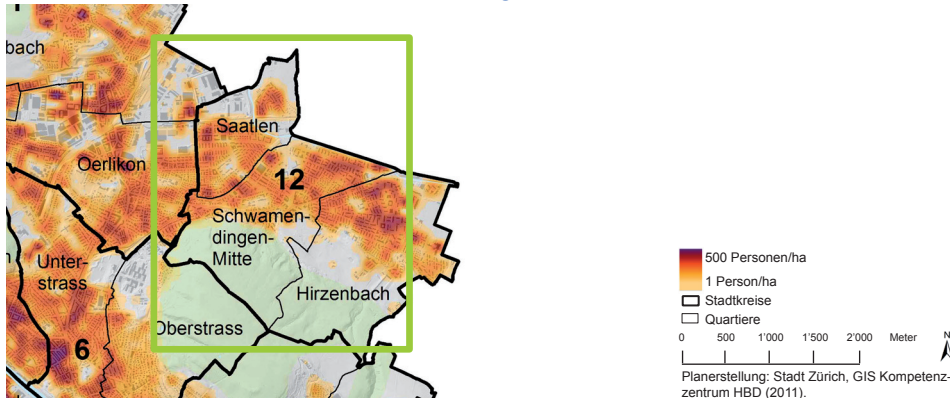 bach
Saatlen
Oerlikon
12
Schwamen-
dingen-
Mitte
Unter-
strass
Hirzenbach
Oberstrass
6
500 Personen/ha
1 Person/ha
Stadtkreise
Quartiere
0 500 1'000 1'500 2'000 Meter
N
Planerstellung: Stadt Zürich, GIS Kompetenz-
zentrum HBD (2011).